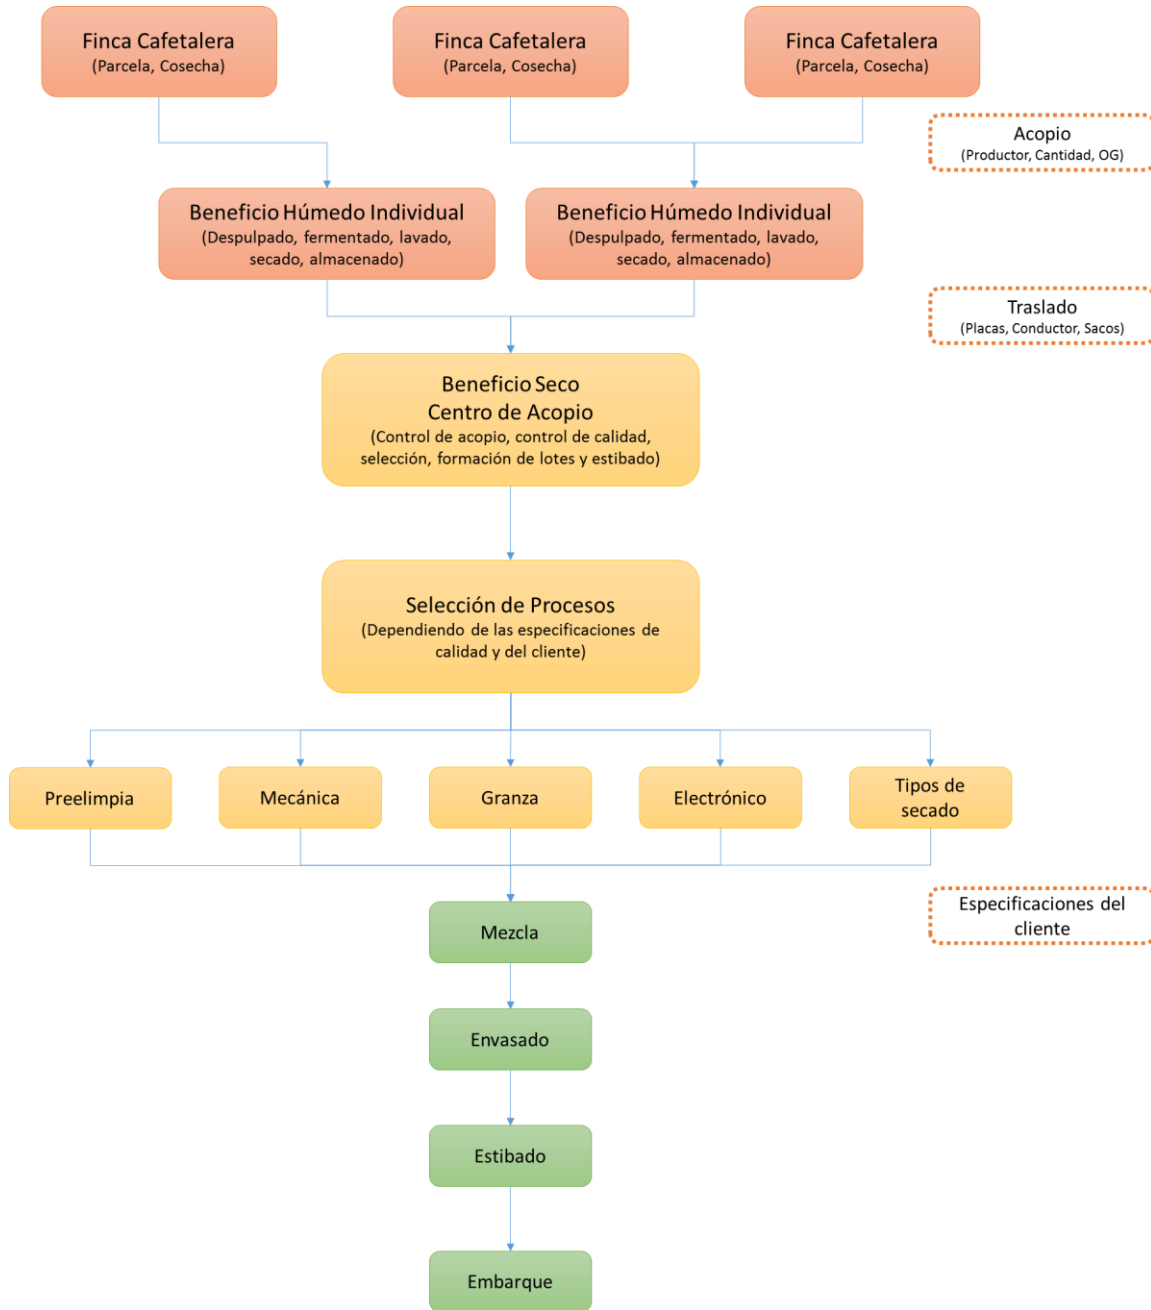 Finca Cafetalera
(Parcela, Cosecha)
Finca Cafetalera
(Parcela, Cosecha)
Finca Cafetalera
(Parcela, Cosecha)
Acopio
(Productor, Cantidad, OG)
Beneficio Húmedo Individual
(Despulpado, fermentado, lavado,
secado, almacenado)
Beneficio Húmedo Individual
(Despulpado, fermentado, lavado,
secado, almacenado)
Traslado
(Placas, Conductor, Sacos)
Beneficio Seco
Centro de Acopio
(Control de acopio, control de calidad,
selección, formación de lotes y estibado)
Selección de Procesos
(Dependiendo de las especificaciones de
calidad y del cliente)
Preelimpia
Mecánica
Granza
Electrónico
Tipos de
secado
Especificaciones del
cliente
Mezcla
Envasado
Estibado
Embarque